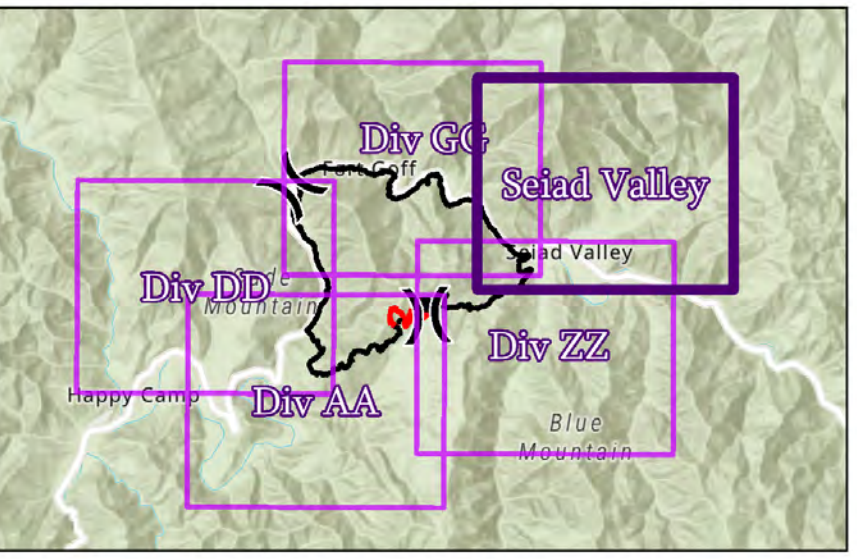 Div GG
Fort Goff
Seiad Valley
Seiad Valley
Div DD
Slide
Mountain
Div ZZ
Happy Camp
Div AA
Blue
Mountain